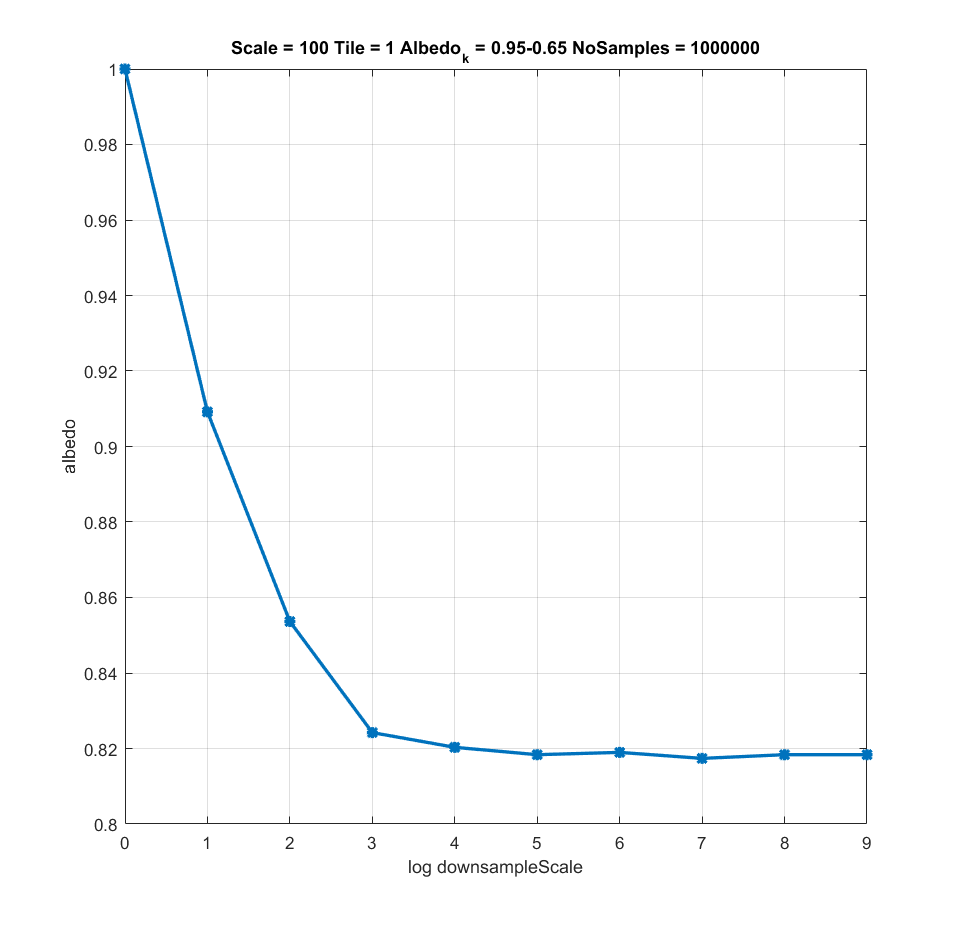 Scale = 100 Tile = 1 Albedo_k = 0.95-0.65 NoSamples = 1000000
1
0.98
0.96
0.94
0.92
0.9
0.88
0.86
0.84
0.82
0.8
albedo
0 1 2 3 4 5 6 7 8 9
log downsampleScale